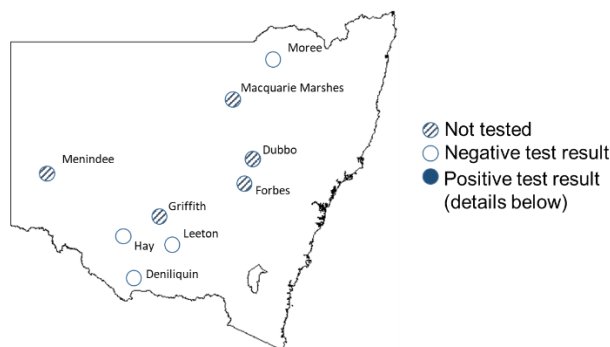 Moree
Macquarie Marshes
Dubbo
Menindee
Forbes
Griffith
Leeton
Hay
Deniliquin
Not tested
Negative test result
Positive test result
(details below)